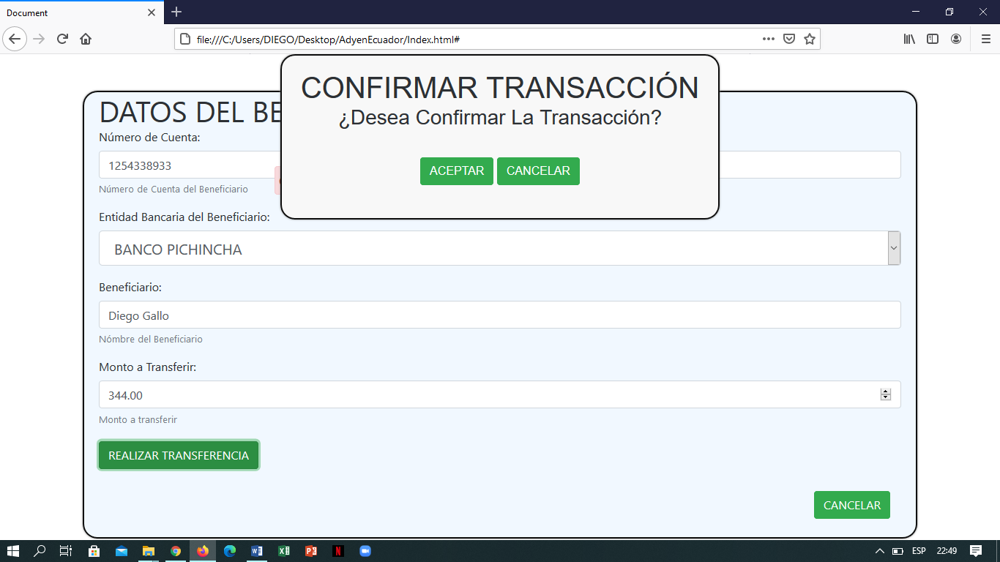 Document
file:///C:/Users/DIEGO/Desktop/AdyenEcuador/Index.html#
CONFIRMAR TRANSACCIÓN
¿Desea Confirmar La Transacción?
ACEPTAR CANCELAR
DATOS DEL BE
Número de Cuenta:
1254338933
Número de Cuenta del Beneficiario
Entidad Bancaria del Beneficiario:
BANCO PICHINCHA
Beneficiario:
Diego Gallo
Nómbre del Beneficiario
Monto a Transferir:
344.00
Monto a transferir
REALIZAR TRANSFERENCIA
CANCELAR
ESP 22:49